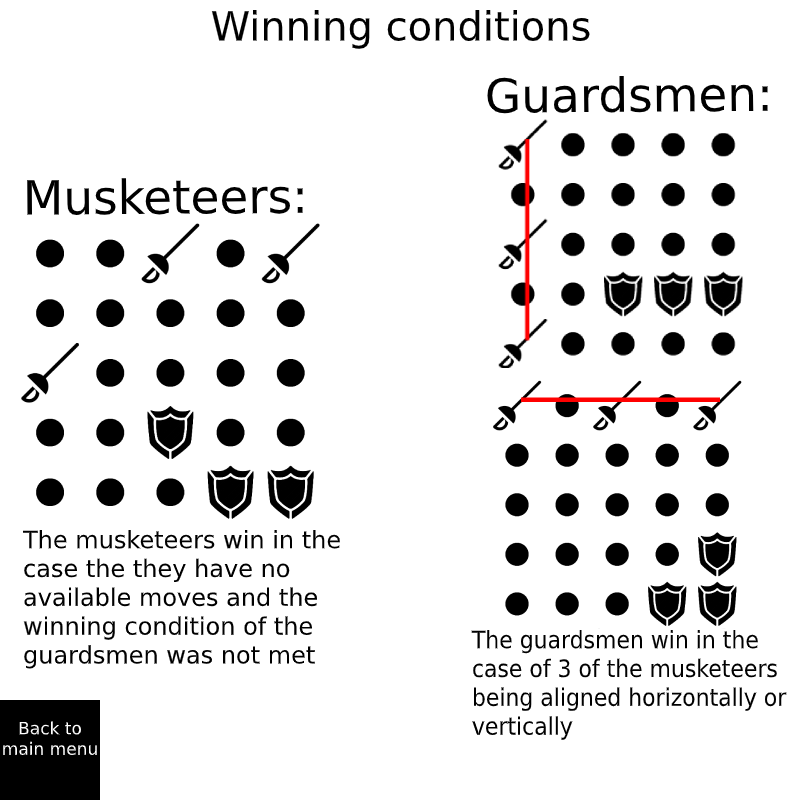 Winning conditions
Musketeers:
The musketeers win in the
case the they have no
available moves and the
winning condition of the
guardsmen was not met
Guardsmen:
The guardsmen win in the
case of 3 of the musketeers
being aligned horizontally or
vertically
Back to
main menu